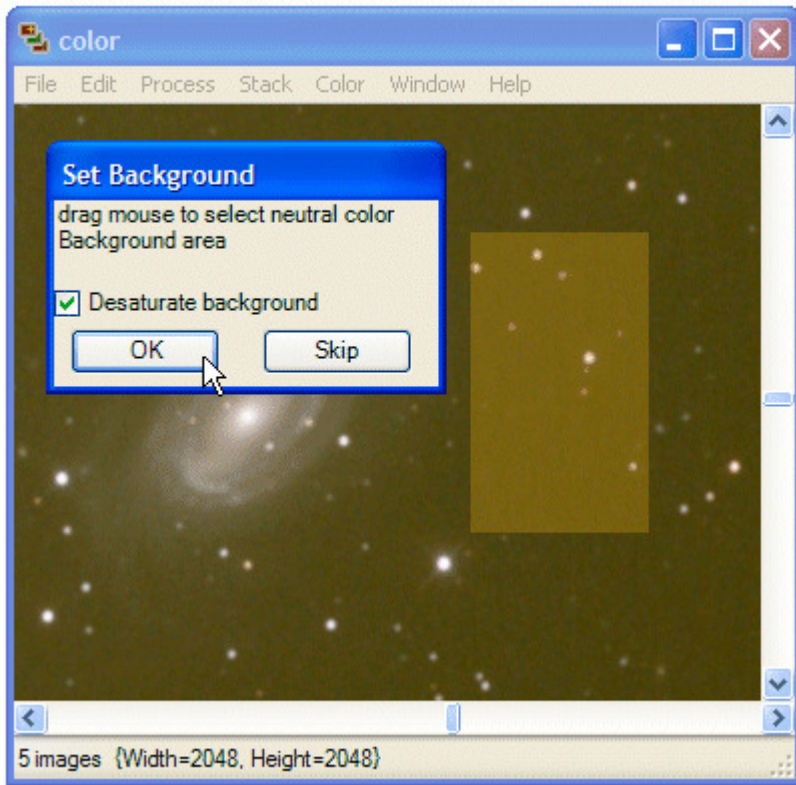 color
File Edit Process Stack Color Window Help
Set Background
drag mouse to select neutral color
Background area
Desaturate background
OK Skip
5 images {Width=2048, Height=2048}